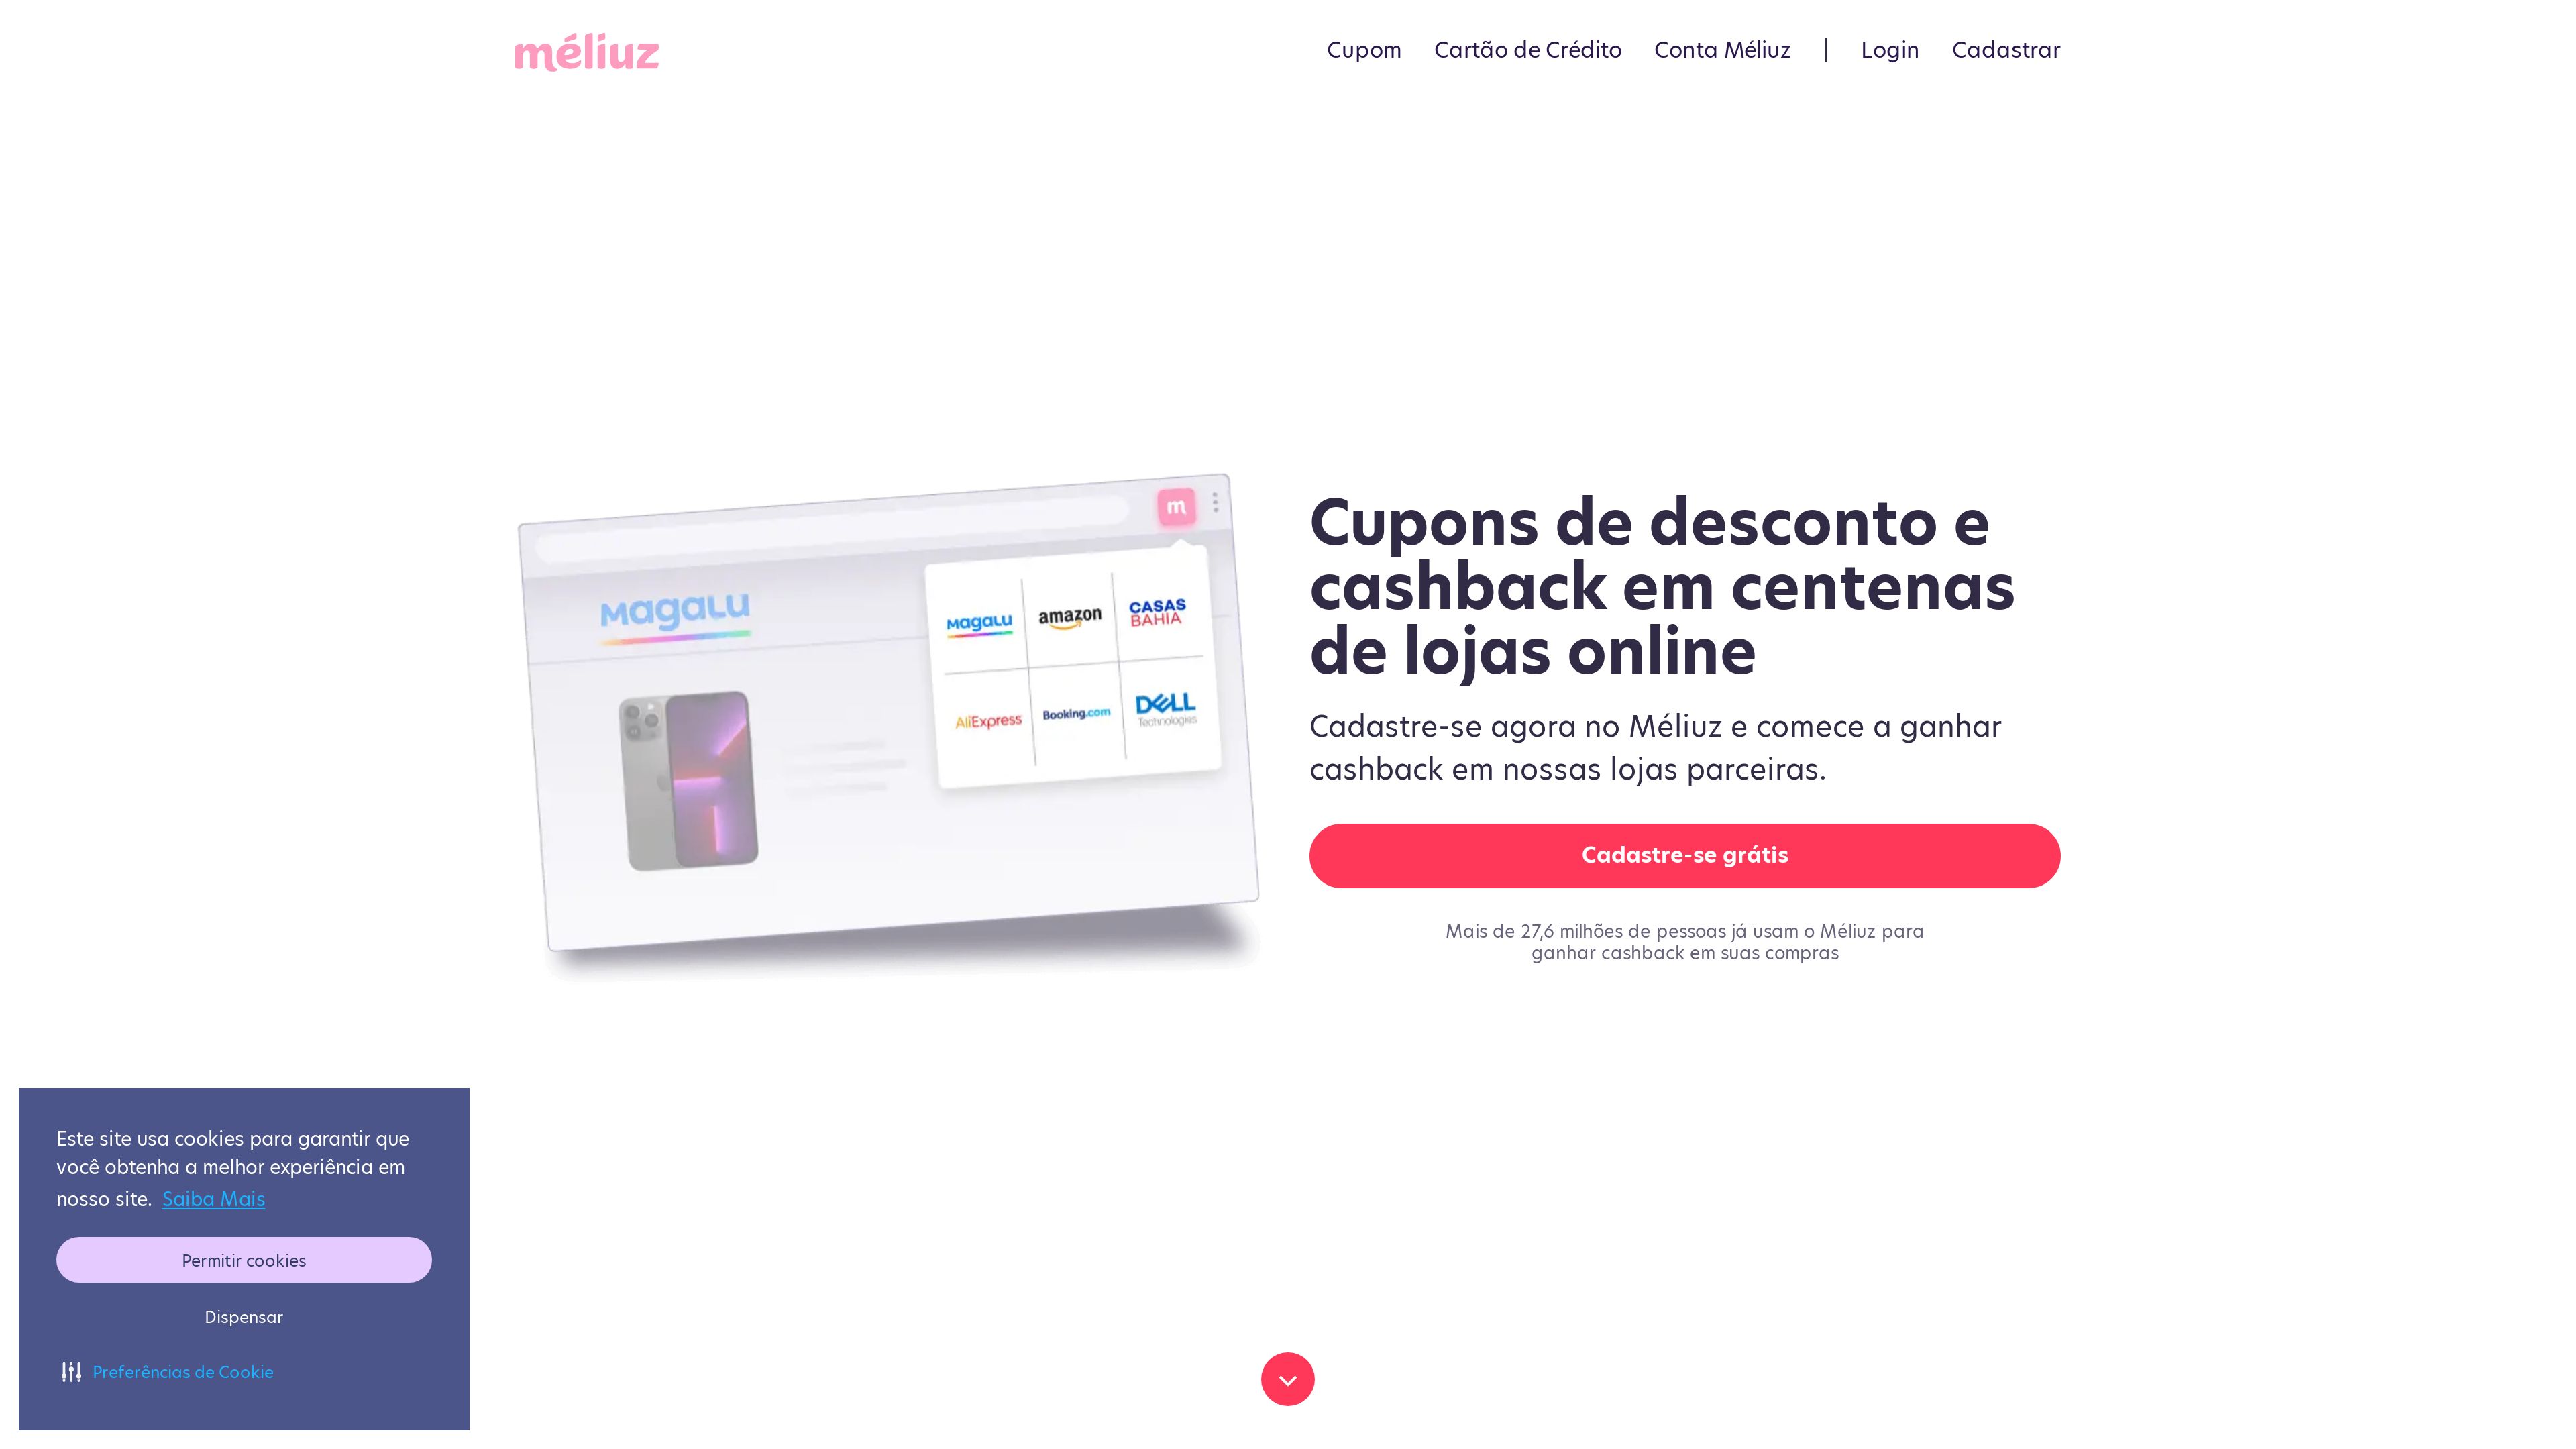 méliuz
Cupom
Cartão de Crédito
Conta Méliuz
Login
Cadastrar
m
MagaLu
MagaLu
amazon
CASAS
BAHIA
AliExpress
Booking.com
DELL
Technologies
Cupons de desconto e
cashback em centenas
de lojas online
Cadastre-se agora no Méliuz e comece a ganhar
cashback em nossas lojas parceiras.
Cadastre-se grátis
Mais de 27,6 milhões de pessoas já usam o Méliuz para
ganhar cashback em suas compras
Este site usa cookies para garantir que
você obtenha a melhor experiência em
nosso site. Saiba Mais
Permitir cookies
Dispensar
Preferências de Cookie